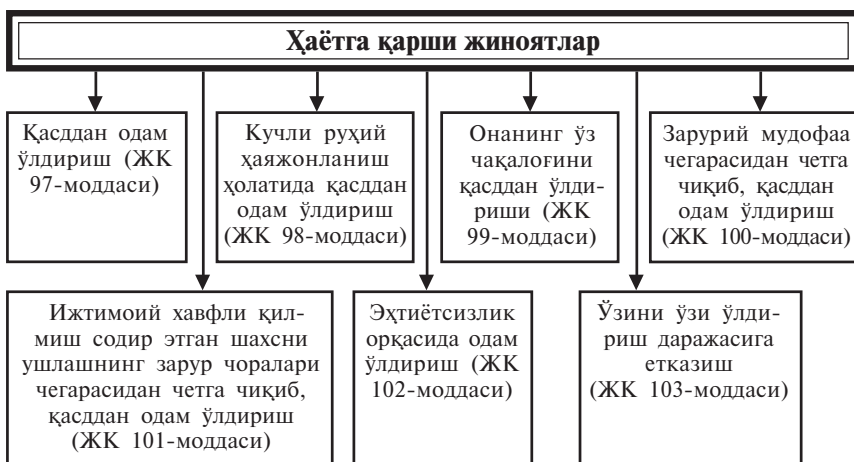 Ҳаётга қарши жиноятлар
Қасддан одам
ўлдириш (ЖК
97-моддаси)
Кучли руҳий
ҳаяжонланиш
ҳолатида қасддан
одам ўлдириш
(ЖК 98-моддаси)
Онанинг ўз
чақалоғини
қасддан ўлди-
риши (ЖК
99-моддаси)
Зарурий мудофаа
чегарасидан четга
чиқиб, қасддан
одам ўлдириш
(ЖК 100-моддаси)
Ижтимоий хавфли қил-
миш содир этган шахсни
ушлашнинг зарур чоралари
чегарасидан четга чиқиб,
қасддан одам ўлдириш
(ЖК 101-моддаси)
Эҳтиётсизлик
орқасида одам
ўлдириш (ЖК
102-моддаси)
Ўзини ўзи ўлди-
риш даражасига
етказиш
(ЖК 103-моддаси)